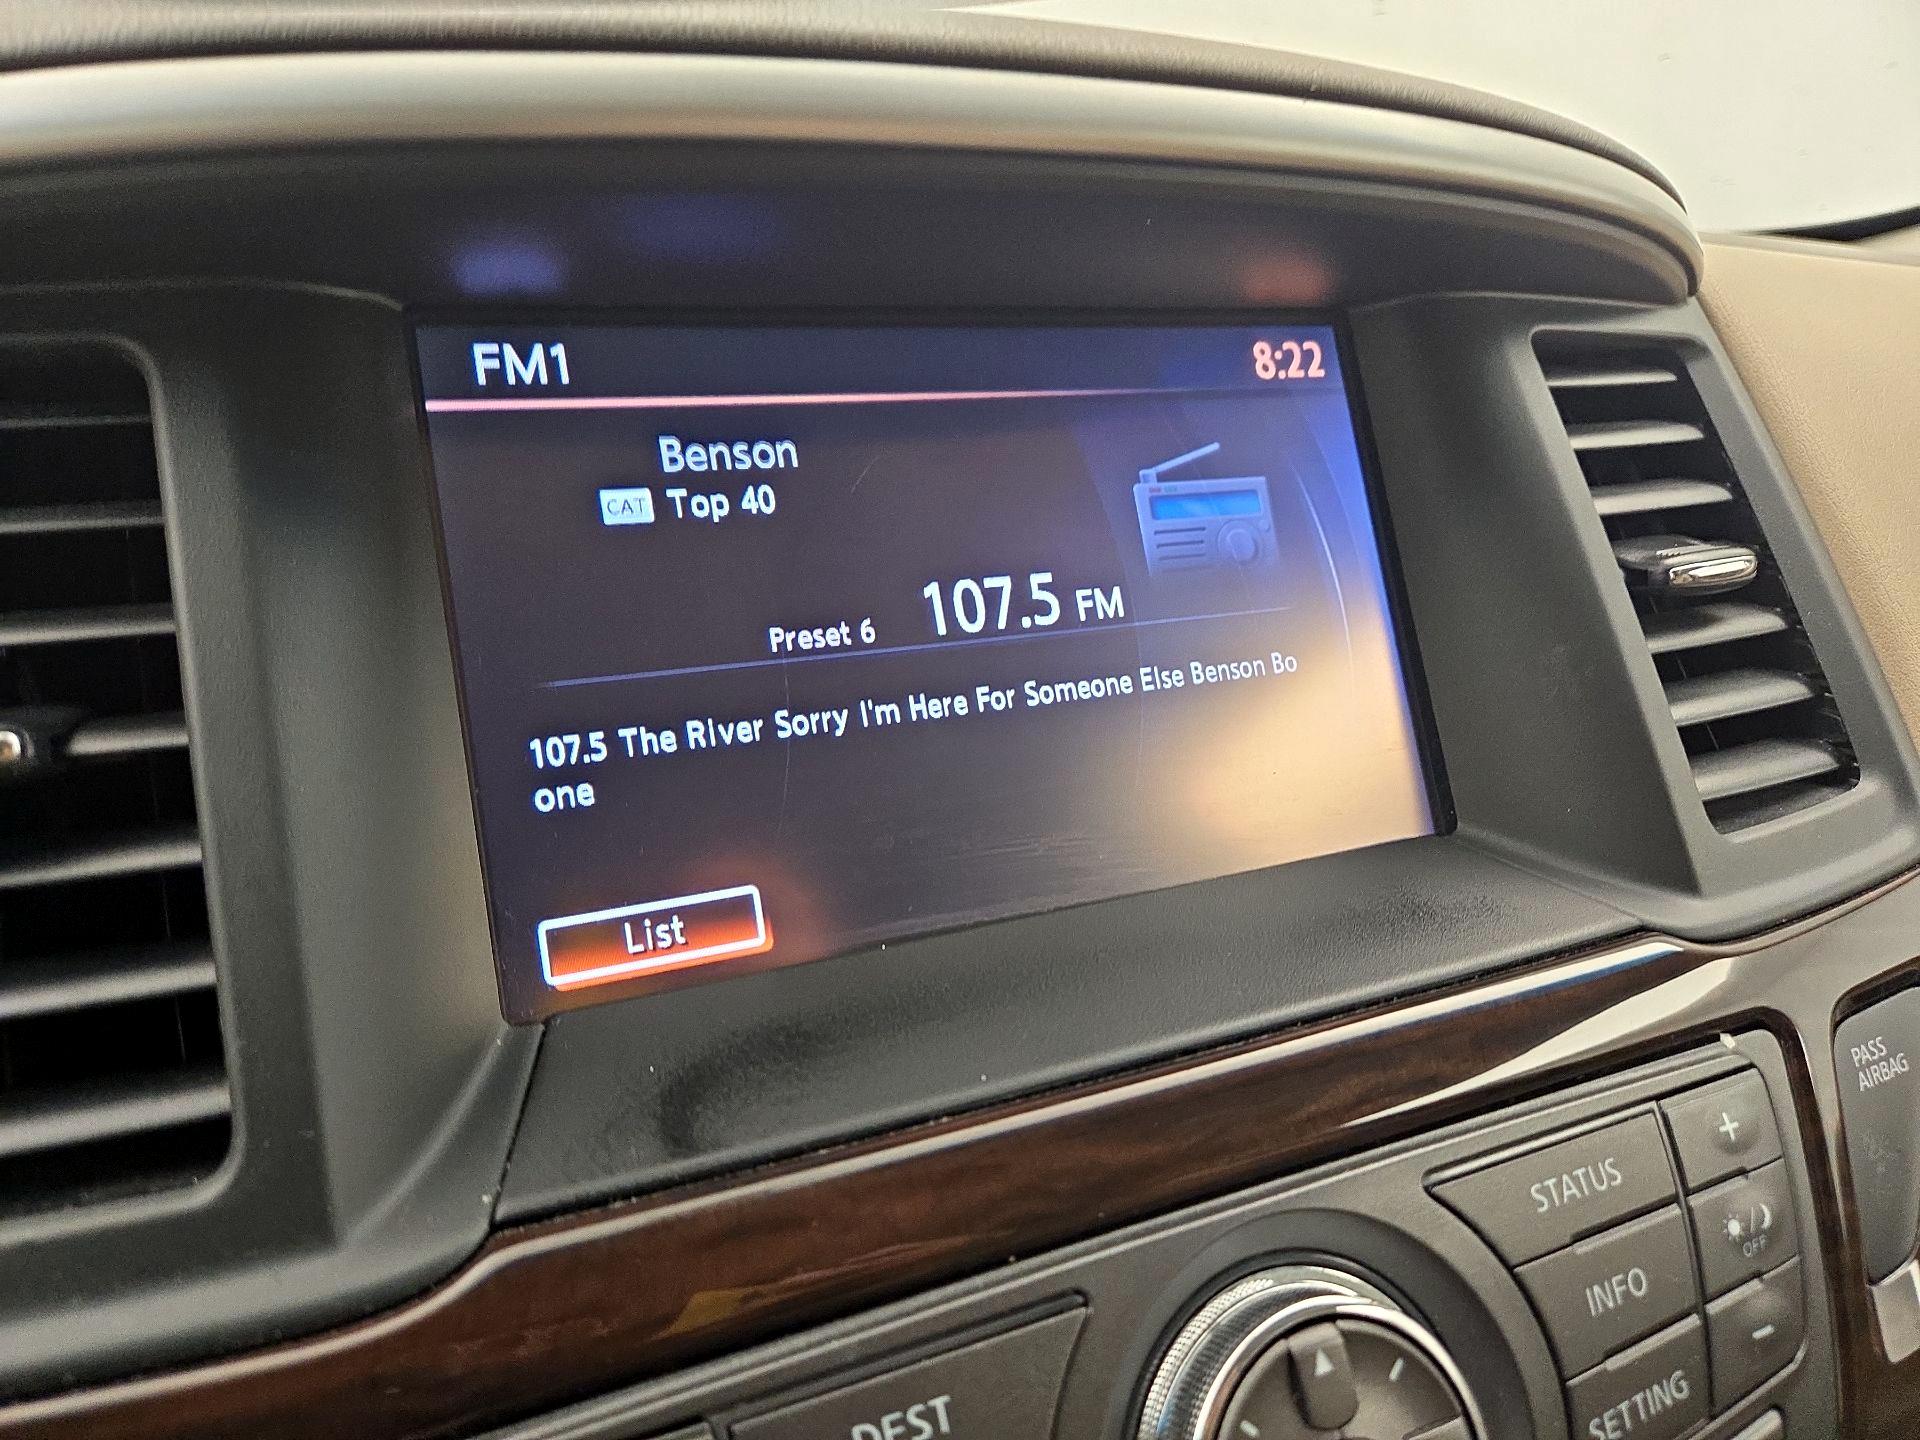 FM1
8:22
Benson
CAT Top 40
Preset 6 107.5 FM
107.5 The River Sorry I'm Here For Someone Else Benson Bo
one
List
PASS
AIRBAG
STATUS
+
INFO
OFF
SETTING
-
DEST